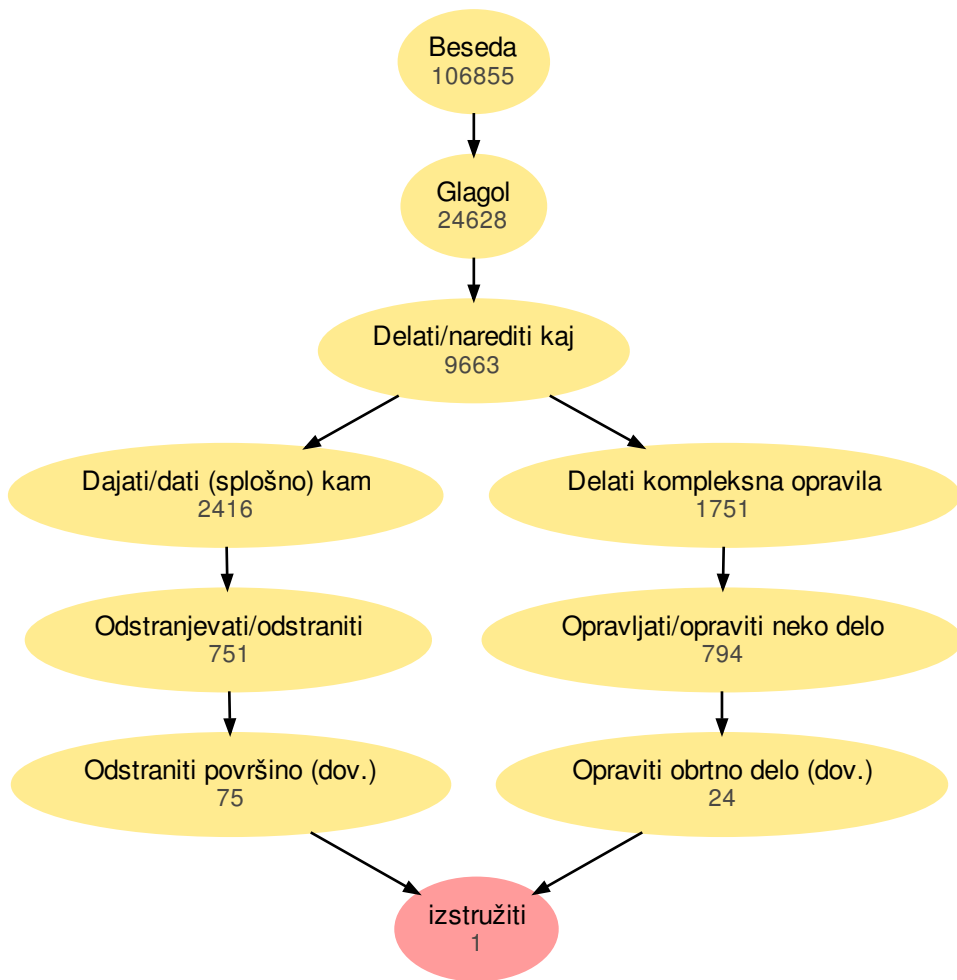 Beseda
106855
Glagol
24628
Delati/narediti kaj
9663
Dajati/dati (splošno) kam
2416
Delati kompleksna opravila
1751
Odstranjevati/odstraniti
751
Opravljati/opraviti neko delo
794
Odstraniti površino (dov.)
75
Opraviti obrtno delo (dov.)
24
izstružiti
1